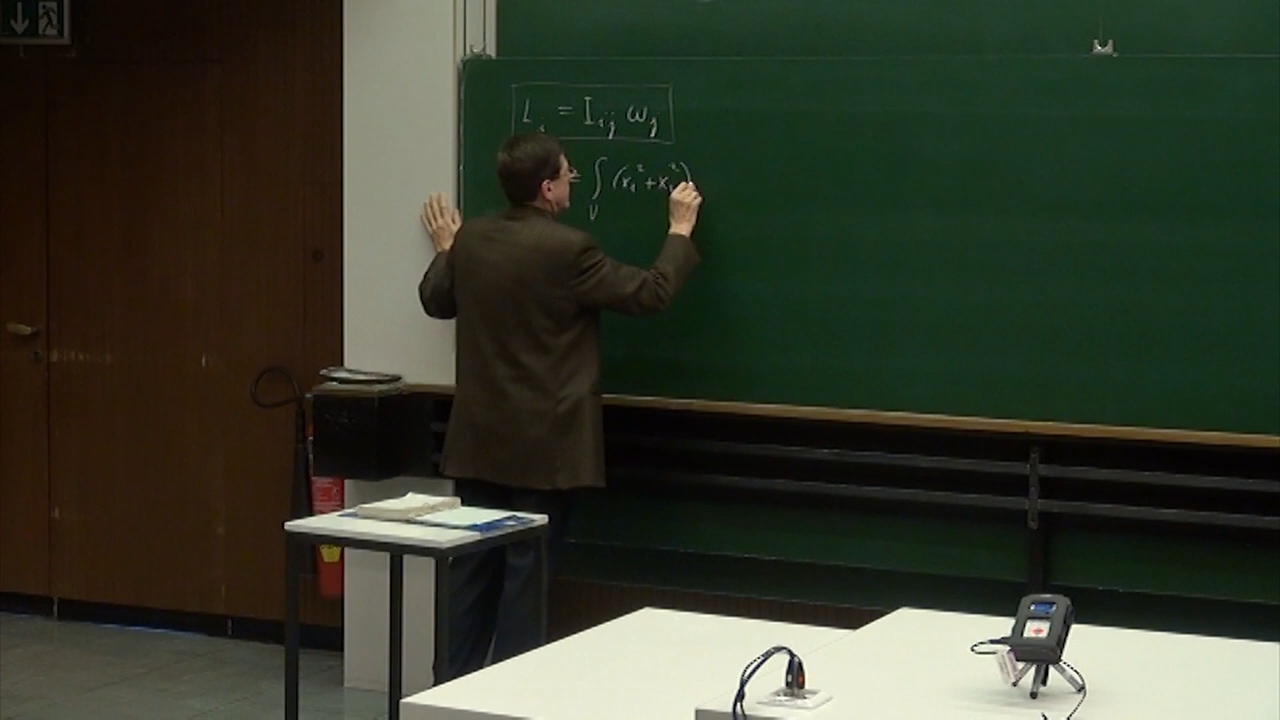 L_i = I_ij ω_j
= ∫_V (x_1^2 + x_2^2)